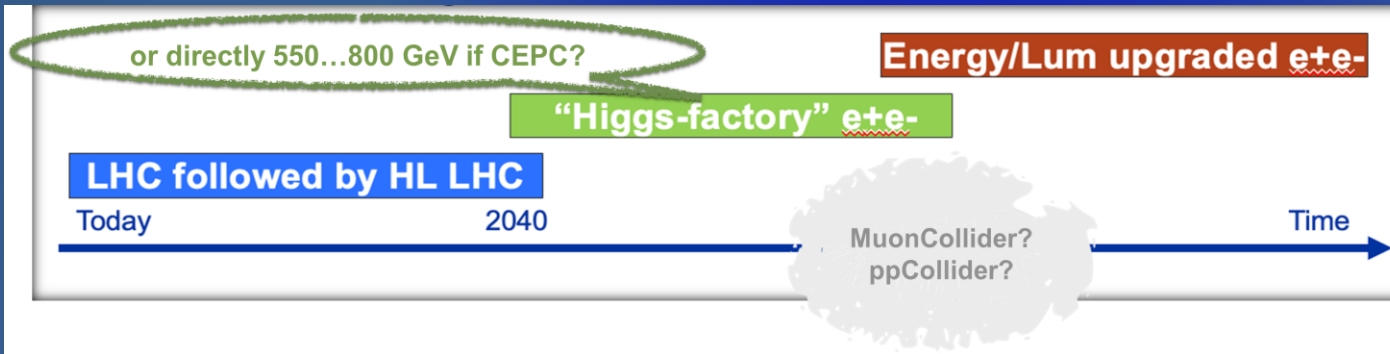 or directly 550…800 GeV if CEPC?
Energy/Lum upgraded e+e-
“Higgs-factory” e+e-
LHC followed by HL LHC
Today
2040
Time
MuonCollider?
ppCollider?